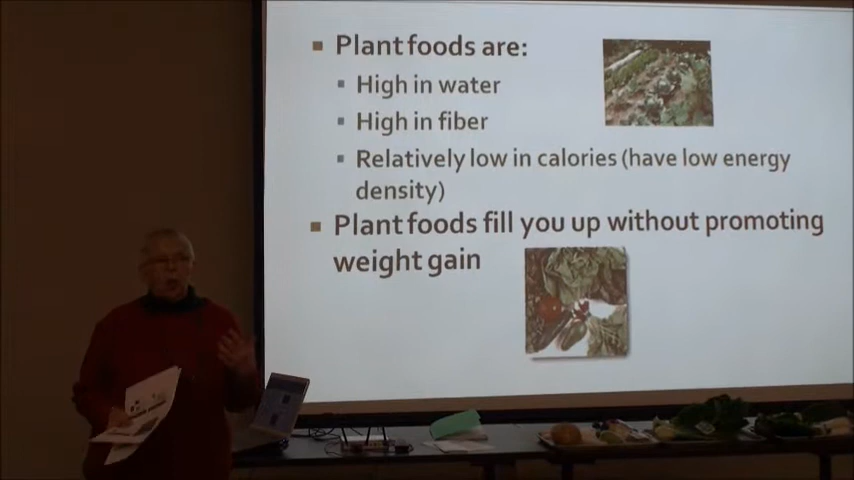 Plant foods are:
High in water
High in fiber
Relatively low in calories (have low energy
density)
Plant foods fill you up without promoting
weight gain